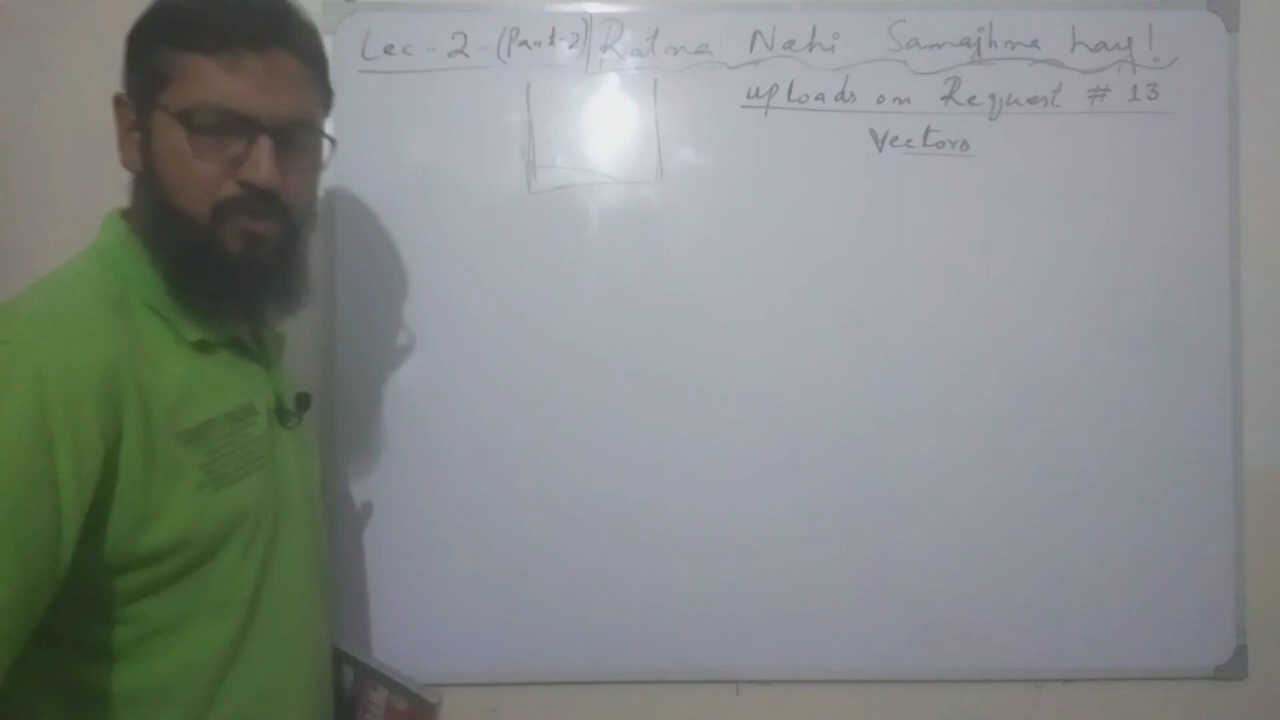 Lec-2-(Part-2) Ratna Nahi Samajhna hay!
uploads on Request # 13
Vectors